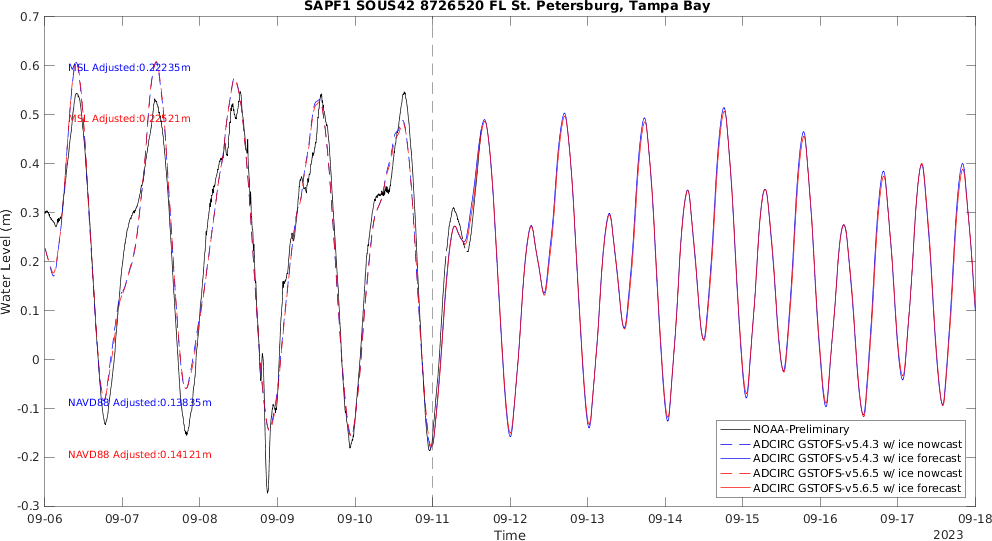 SAPF1 SOUS42 8726520 FL St. Petersburg, Tampa Bay
0.7
0.6
0.5
0.4
0.3
0.2
0.1
0
-0.1
-0.2
-0.3
Water Level (m)
MSL Adjusted:0.22235m
MSL Adjusted:0.22521m
NAVD88 Adjusted:0.13835m
NAVD88 Adjusted:0.14121m
NOAA-Preliminary
ADCIRC GSTOFS-v5.4.3 w/ ice nowcast
ADCIRC GSTOFS-v5.4.3 w/ ice forecast
ADCIRC GSTOFS-v5.6.5 w/ ice nowcast
ADCIRC GSTOFS-v5.6.5 w/ ice forecast
09-06 09-07 09-08 09-09 09-10 09-11 09-12 09-13 09-14 09-15 09-16 09-17 09-18
Time
2023